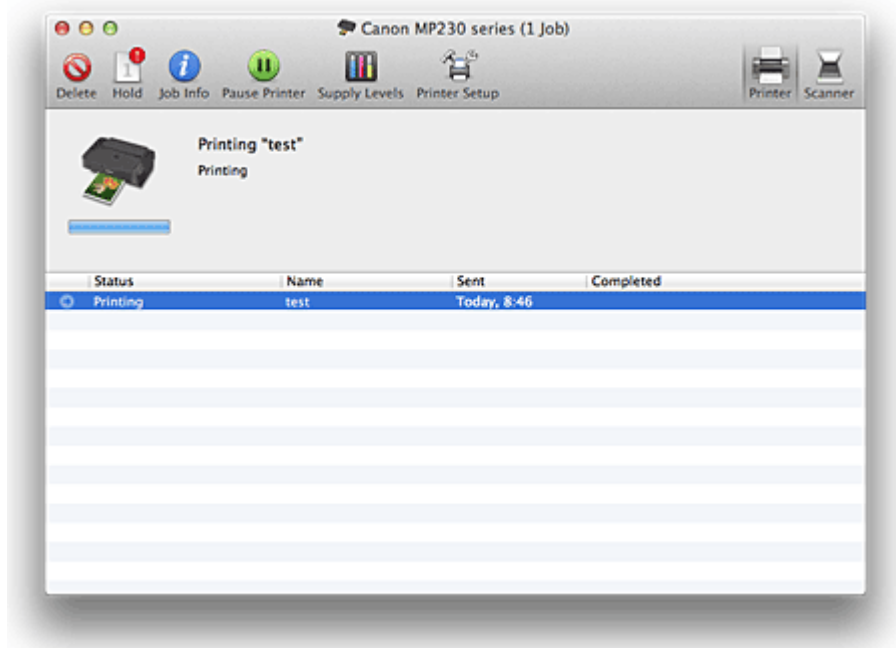 Canon MP230 series (1 Job)
Delete Hold Job Info Pause Printer Supply Levels Printer Setup Printer Scanner
Printing "test"
Printing
Status Name Sent Completed
Printing test Today, 8:46